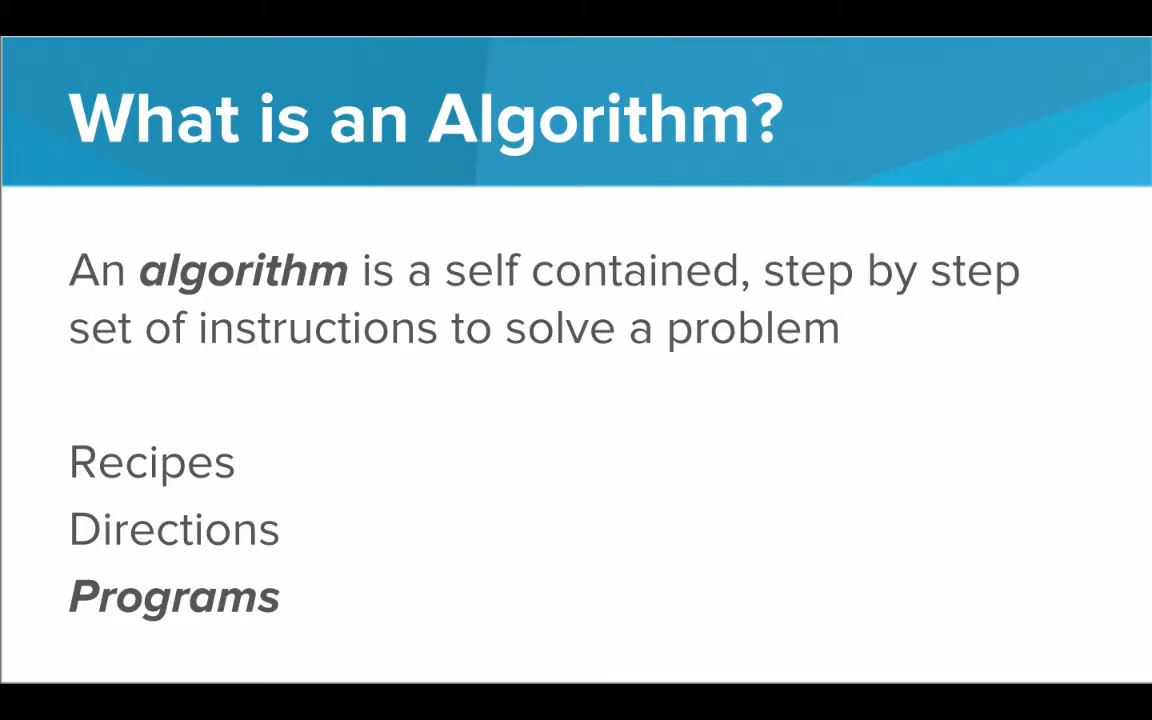 What is an Algorithm?
An algorithm is a self contained, step by step
set of instructions to solve a problem
Recipes
Directions
Programs